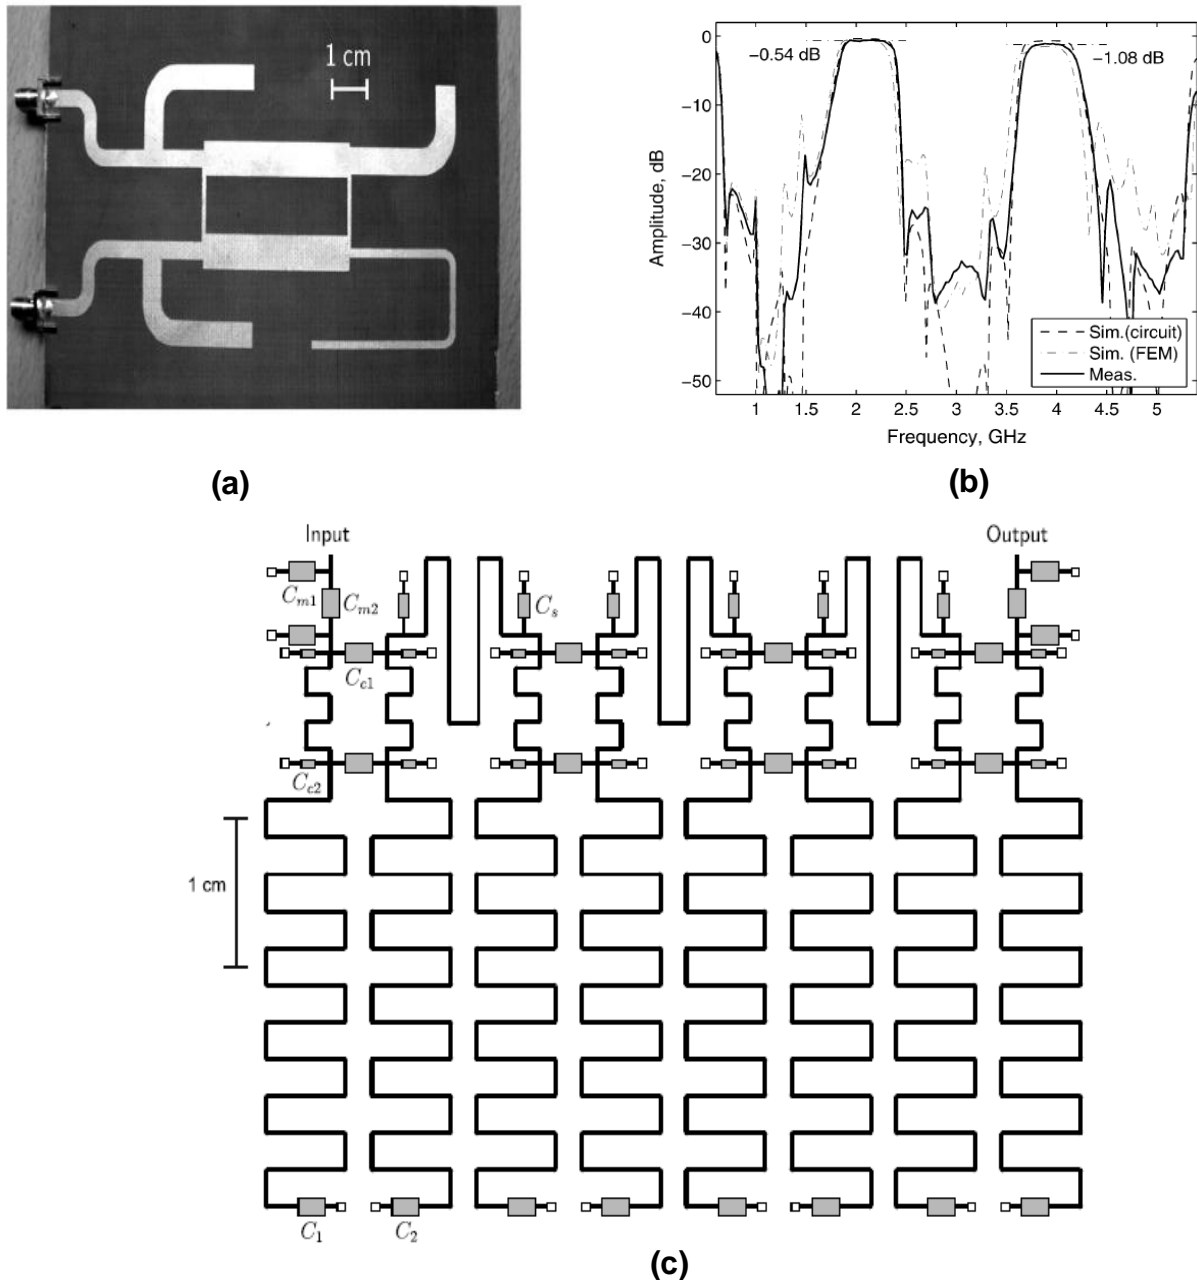 1 cm
(a)
0
−10
−20
−30
−40
−50
Amplitude, dB
−0.54 dB
−1.08 dB
Sim.(circuit)
Sim. (FEM)
Meas.
1
1.5
2
2.5
3
3.5
4
4.5
5
Frequency, GHz
(b)
Input
Output
Cm1
Cm2
Cs
Cc1
Cc2
1 cm
C1
C2
(c)